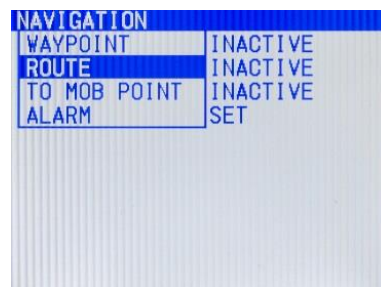 NAVIGATION
WAYPOINT INACTIVE
ROUTE INACTIVE
TO MOB POINT INACTIVE
ALARM SET